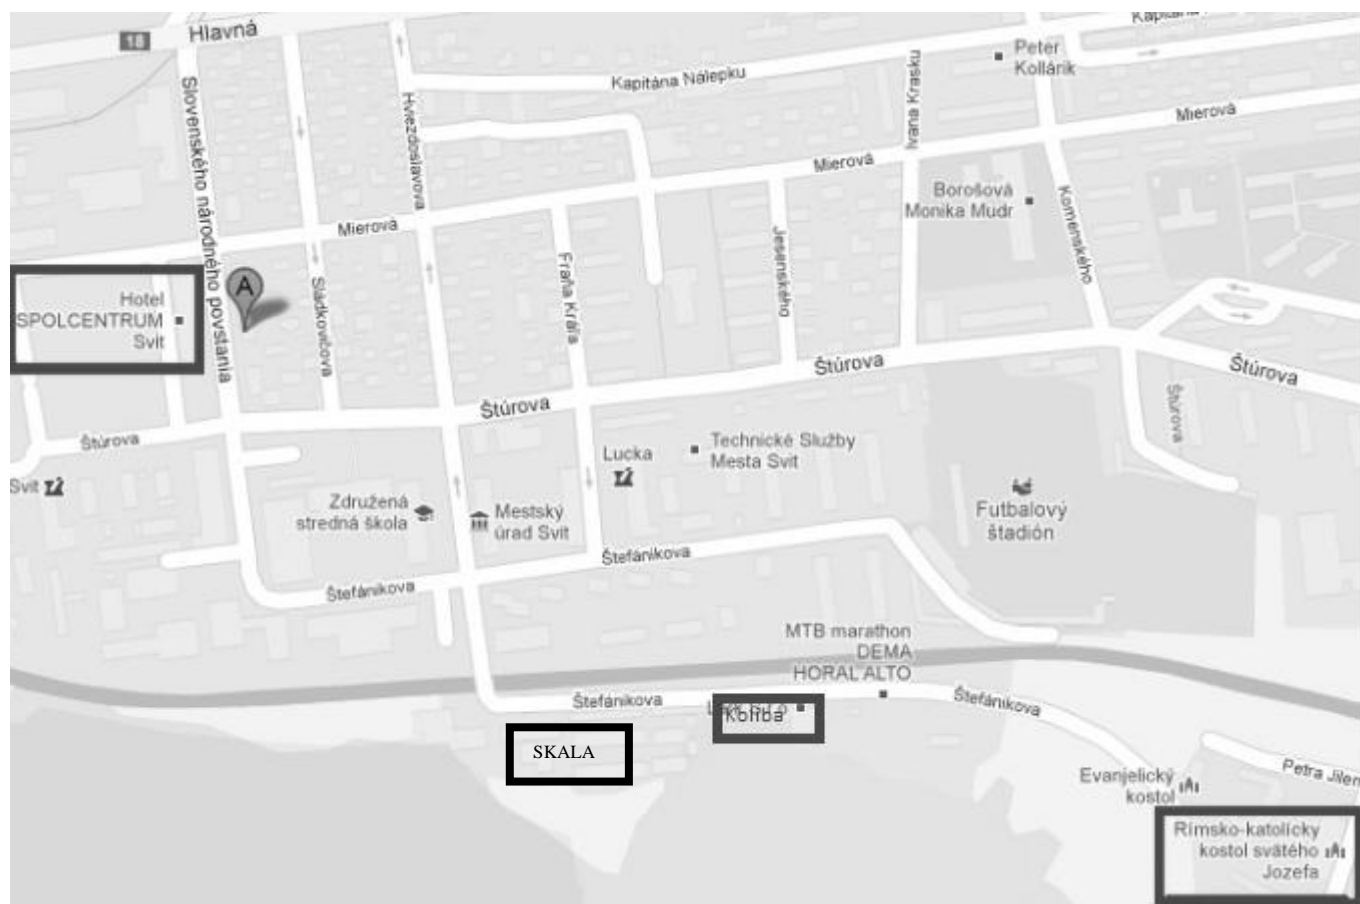 Hlavná
18
Kapitána
Peter
Kollárik
Kapitána Nálepku
Ivana Krasku
Slovenského národného povstania
Hviezdoslavova
Mierová
Mierová
Borošová
Monika Mudr
Komenského
Mierová
Fraňa Kráľa
Jesenského
Sládkovičova
A
Hotel
SPOLCENTRUM
Svit
Štúrova
Štúrova
Štúrova
Štúrova
Štúrova
Svit
Lucka
Technické Služby
Mesta Svit
Združená
stredná škola
Mestský
úrad Svit
Futbalový
štadión
Štefánikova
Štefánikova
MTB marathon
DEMA
HORAL ALTO
Štefánikova
Koliba
Štefánikova
SKALA
Evanjelický
kostol
Petra Jilem
Rímsko-katolícky
kostol svätého
Jozefa